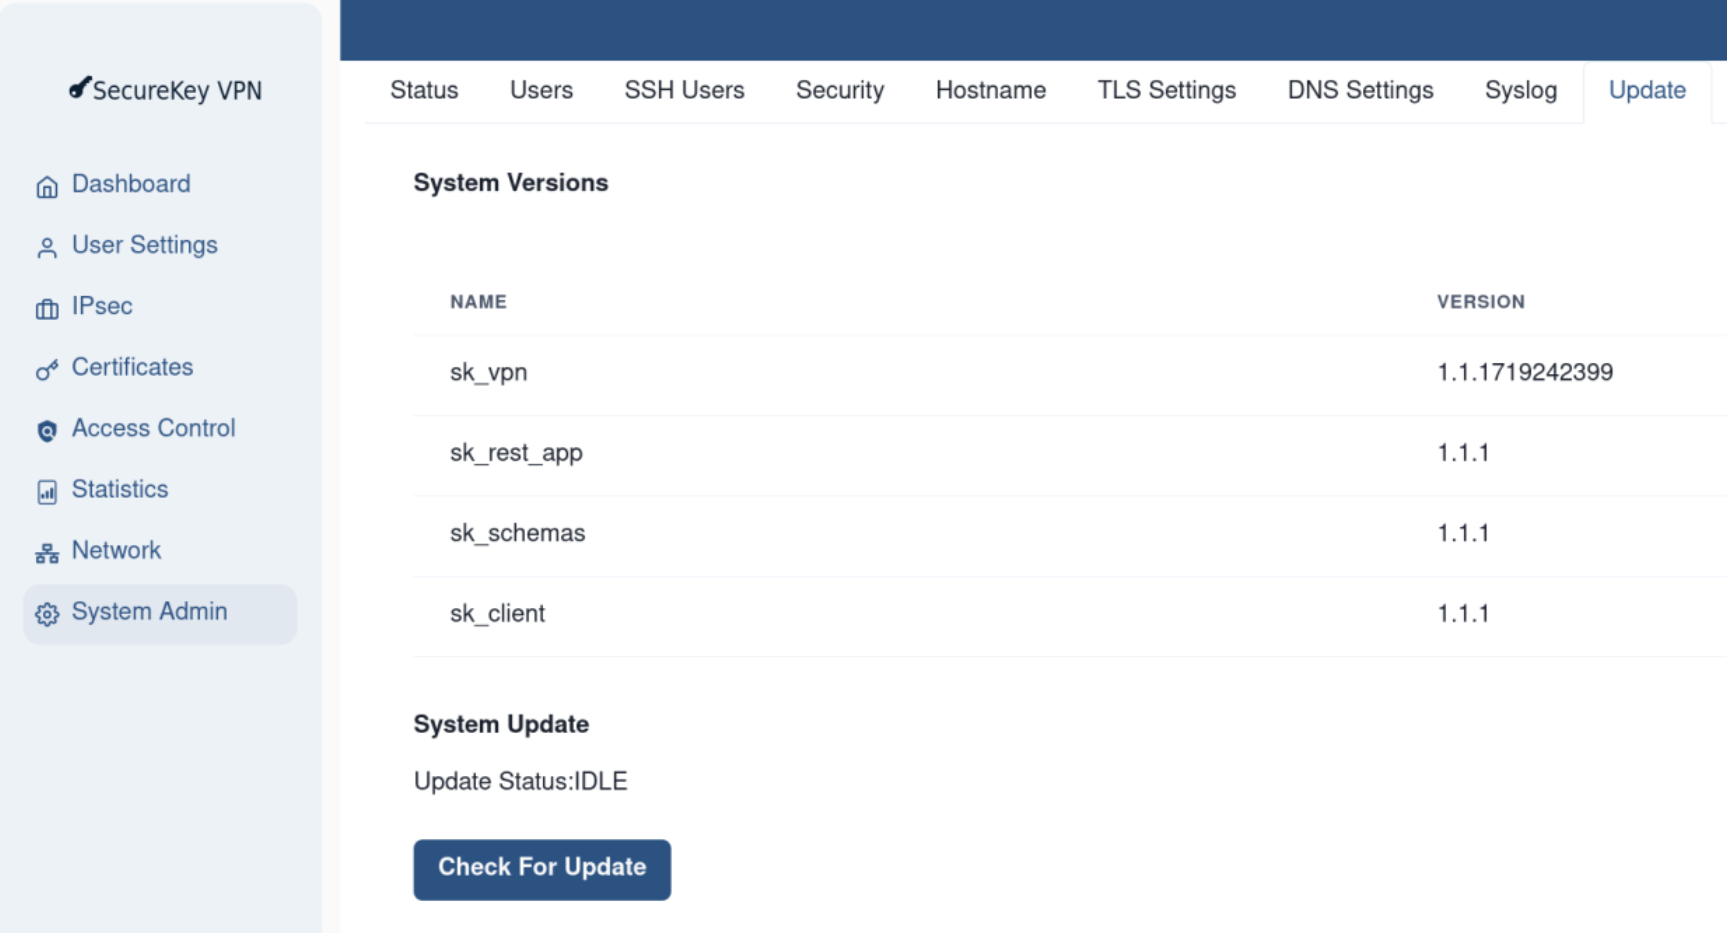 SecureKey VPN
Dashboard
User Settings
IPsec
Certificates
Access Control
Statistics
Network
System Admin
Status Users SSH Users Security Hostname TLS Settings DNS Settings Syslog Update
System Versions
NAME VERSION
sk_vpn 1.1.1719242399
sk_rest_app 1.1.1
sk_schemas 1.1.1
sk_client 1.1.1
System Update
Update Status:IDLE
Check For Update